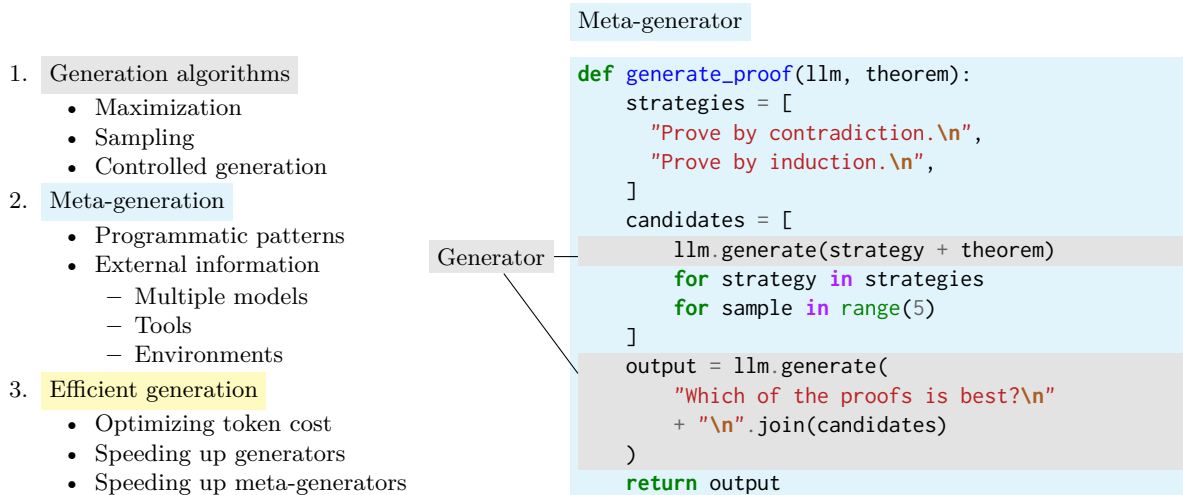 1. Generation algorithms
• Maximization
• Sampling
• Controlled generation
2. Meta-generation
• Programmatic patterns
• External information
– Multiple models
– Tools
– Environments
3. Efficient generation
• Optimizing token cost
• Speeding up generators
• Speeding up meta-generators
Generator
Meta-generator
def generate_proof(llm, theorem):
    strategies = [
      "Prove by contradiction.\n",
      "Prove by induction.\n",
    ]
    candidates = [
        llm.generate(strategy + theorem)
        for strategy in strategies
        for sample in range(5)
    ]
    output = llm.generate(
        "Which of the proofs is best?\n"
        + "\n".join(candidates)
    )
    return output